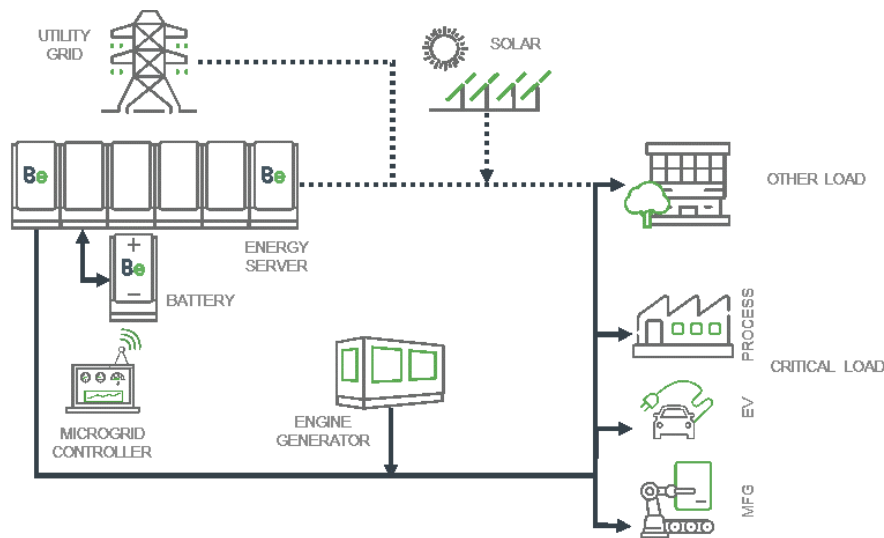 UTILITY
GRID
SOLAR
Be
Be
OTHER LOAD
ENERGY
SERVER
+
Be
−
BATTERY
PROCESS
CRITICAL LOAD
EV
MICROGRID
CONTROLLER
ENGINE
GENERATOR
MFG